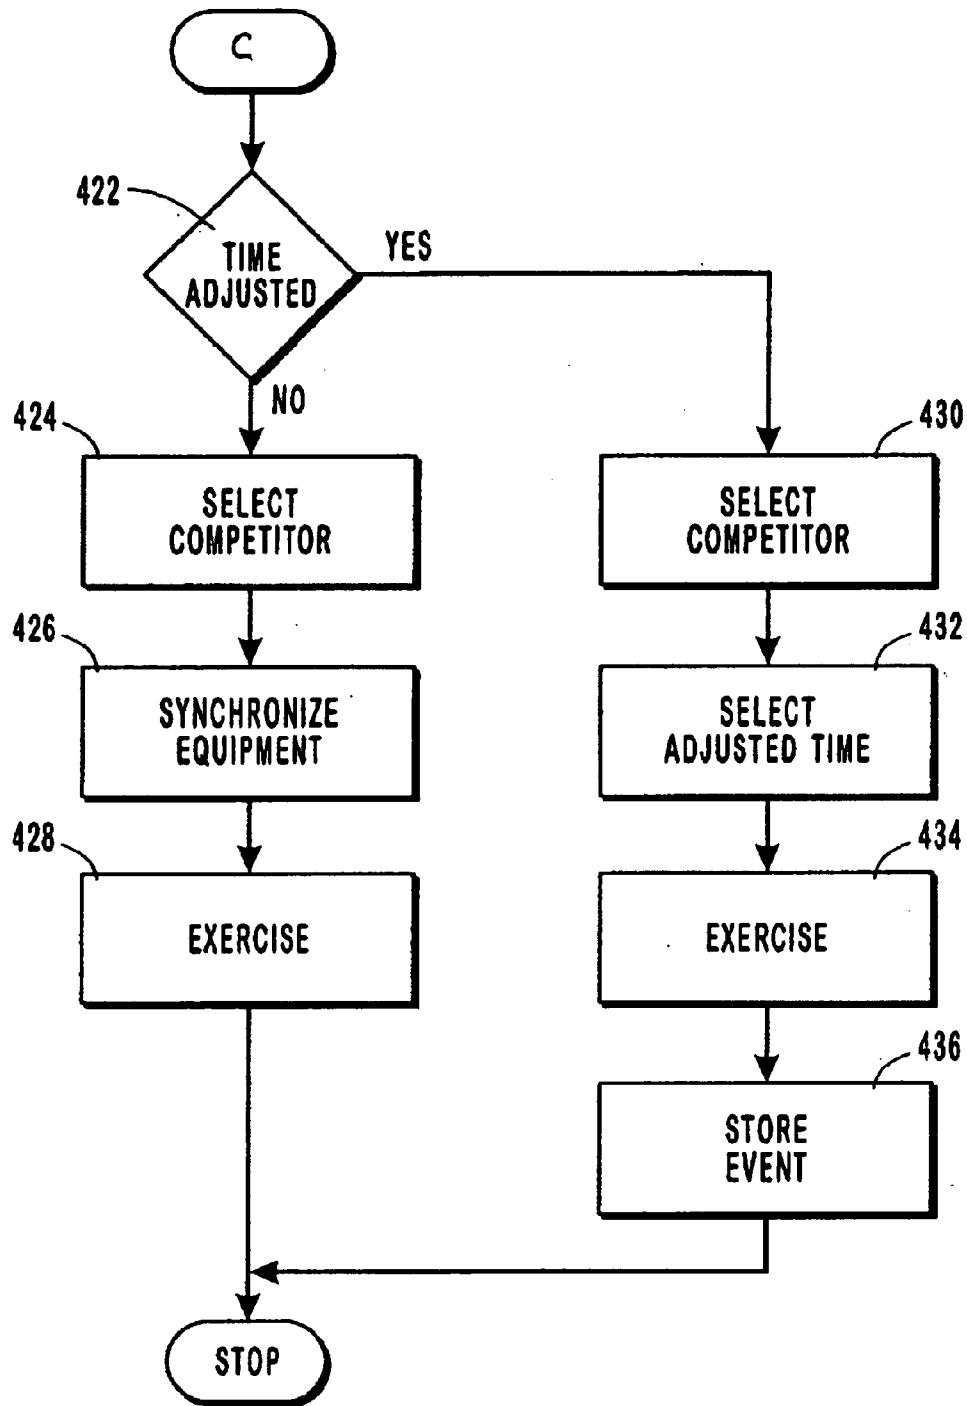 C
422
TIME
ADJUSTED
YES
NO
424
SELECT
COMPETITOR
430
SELECT
COMPETITOR
426
SYNCHRONIZE
EQUIPMENT
432
SELECT
ADJUSTED TIME
428
EXERCISE
434
EXERCISE
436
STORE
EVENT
STOP